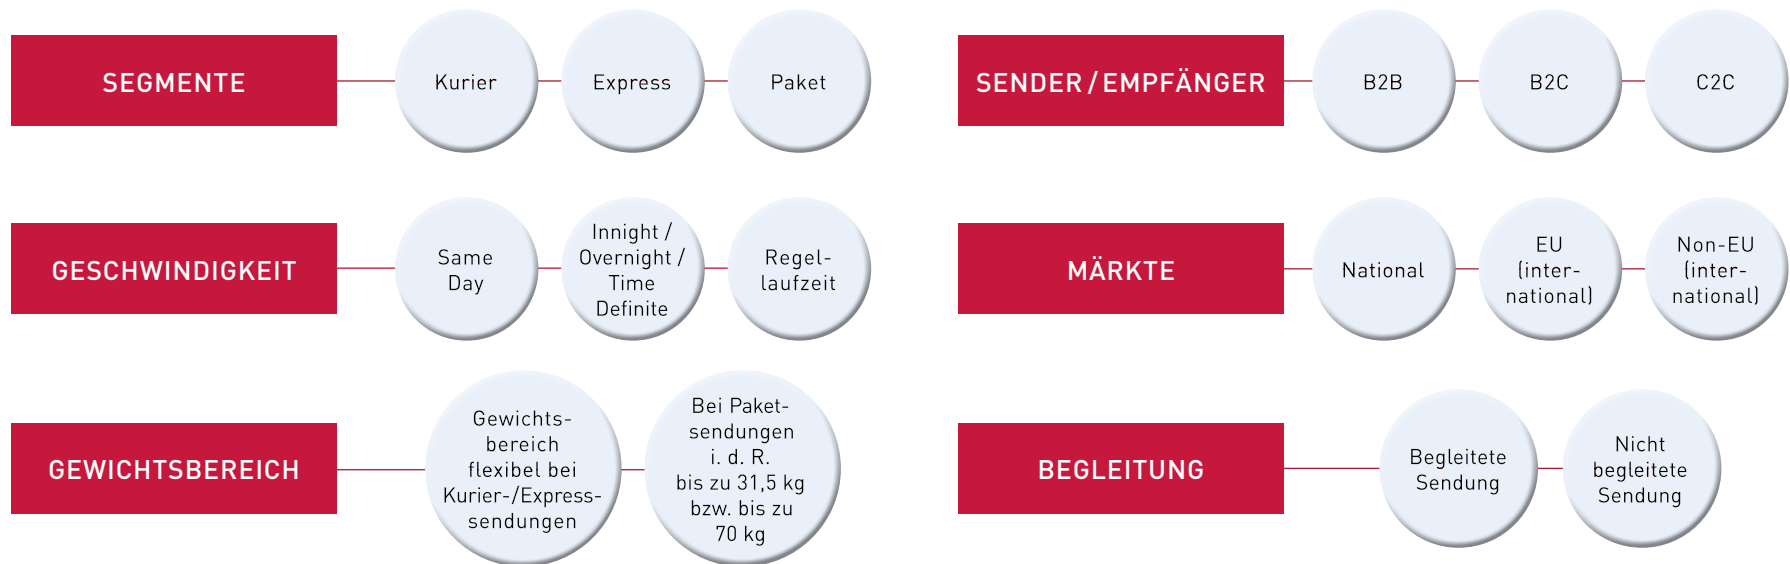 SEGMENTE
Kurier
Express
Paket
SENDER / EMPFÄNGER
B2B
B2C
C2C
GESCHWINDIGKEIT
Same
Day
Innight /
Overnight /
Time
Definite
Regel-
laufzeit
MÄRKTE
National
EU
(inter-
national)
Non-EU
(inter-
national)
GEWICHTSBEREICH
Gewichts-
bereich
flexibel bei
Kurier-/Express-
sendungen
Bei Paket-
sendungen
i. d. R.
bis zu 31,5 kg
bzw. bis zu
70 kg
BEGLEITUNG
Begleitete
Sendung
Nicht
begleitete
Sendung